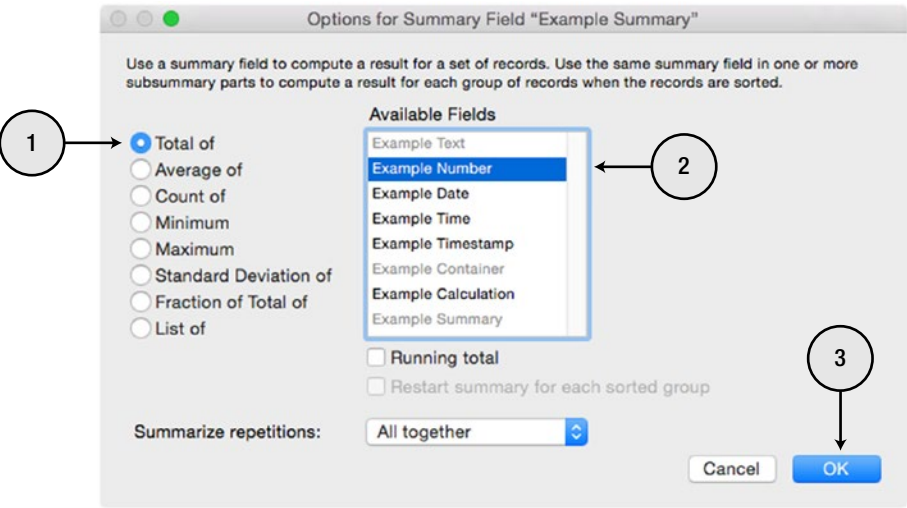 Options for Summary Field “Example Summary”
Use a summary field to compute a result for a set of records. Use the same summary field in one or more
subsummary parts to compute a result for each group of records when the records are sorted.
Available Fields
1
Total of
Average of
Count of
Minimum
Maximum
Standard Deviation of
Fraction of Total of
List of
Example Text
Example Number
Example Date
Example Time
Example Timestamp
Example Container
Example Calculation
Example Summary
2
Running total
Restart summary for each sorted group
3
Summarize repetitions: All together
Cancel OK